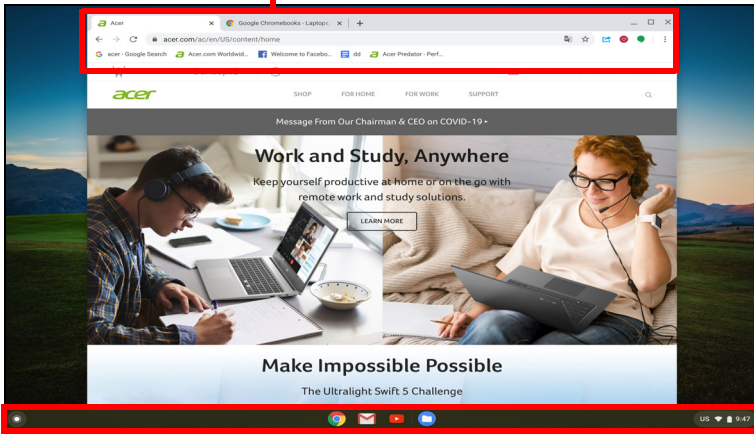 Acer
Google Chromebooks - Laptops,
acer.com/ac/en/US/content/home
acer - Google Search
Acer.com Worldwid...
Welcome to Facebo...
dd
Acer Predator - Perf...
acer
SHOP
FOR HOME
FOR WORK
SUPPORT
Message From Our Chairman & CEO on COVID-19
Work and Study, Anywhere
Keep yourself productive at home or on the go with
remote work and study solutions.
LEARN MORE
Make Impossible Possible
The Ultralight Swift 5 Challenge
US
9:47